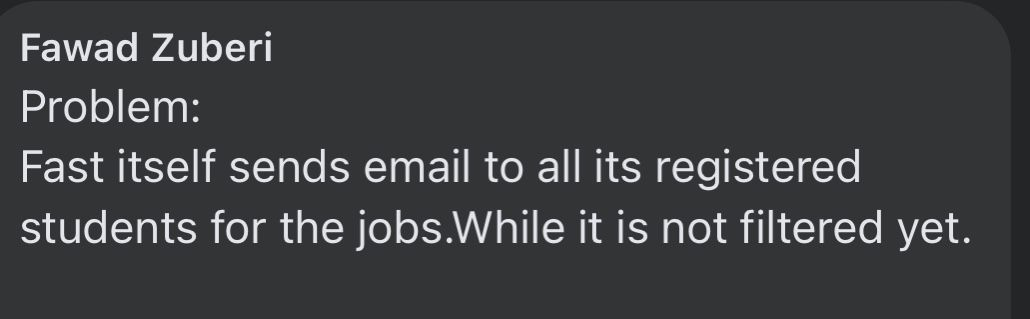 Fawad Zuberi
Problem:
Fast itself sends email to all its registered
students for the jobs.While it is not filtered yet.